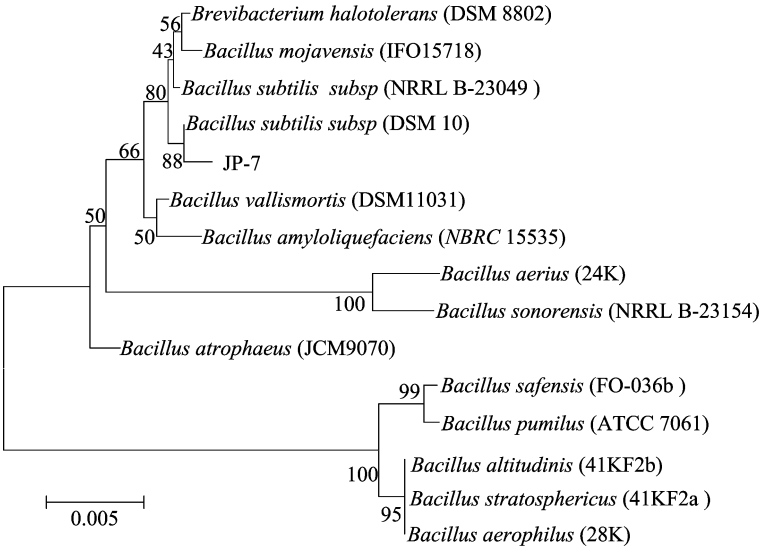 Brevibacterium halotolerans (DSM 8802)
56
43
Bacillus mojavensis (IFO15718)
Bacillus subtilis subsp (NRRL B-23049 )
80
Bacillus subtilis subsp (DSM 10)
66
88
JP-7
Bacillus vallismortis (DSM11031)
50
50
Bacillus amyloliquefaciens (NBRC 15535)
Bacillus aerius (24K)
100
Bacillus sonorensis (NRRL B-23154)
Bacillus atrophaeus (JCM9070)
99
Bacillus safensis (FO-036b )
Bacillus pumilus (ATCC 7061)
100
Bacillus altitudinis (41KF2b)
Bacillus stratosphericus (41KF2a )
95
0.005
Bacillus aerophilus (28K)